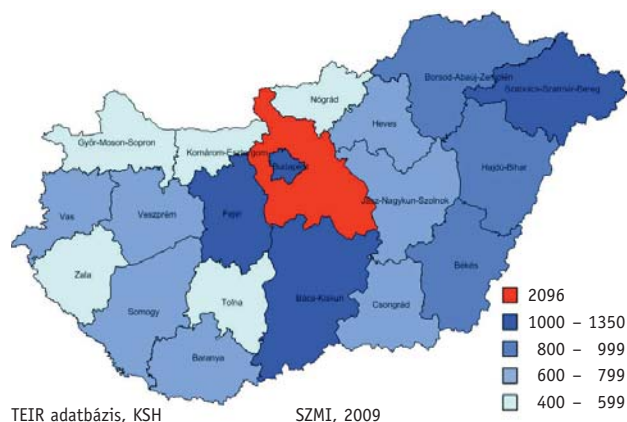 Borsod-Abaúj-Zemplén
Szabolcs-Szatmár-Bereg
Nógrád
Heves
Győr-Moson-Sopron
Komárom-Esztergom
Budapest
Hajdú-Bihar
Jász-Nagykun-Szolnok
Vas
Veszprém
Fejér
Zala
Tolna
Bács-Kiskun
Békés
Somogy
Csongrád
Baranya
2096
1000 – 1350
800 – 999
600 – 799
400 – 599
TEIR adatbázis, KSH
SZMI, 2009